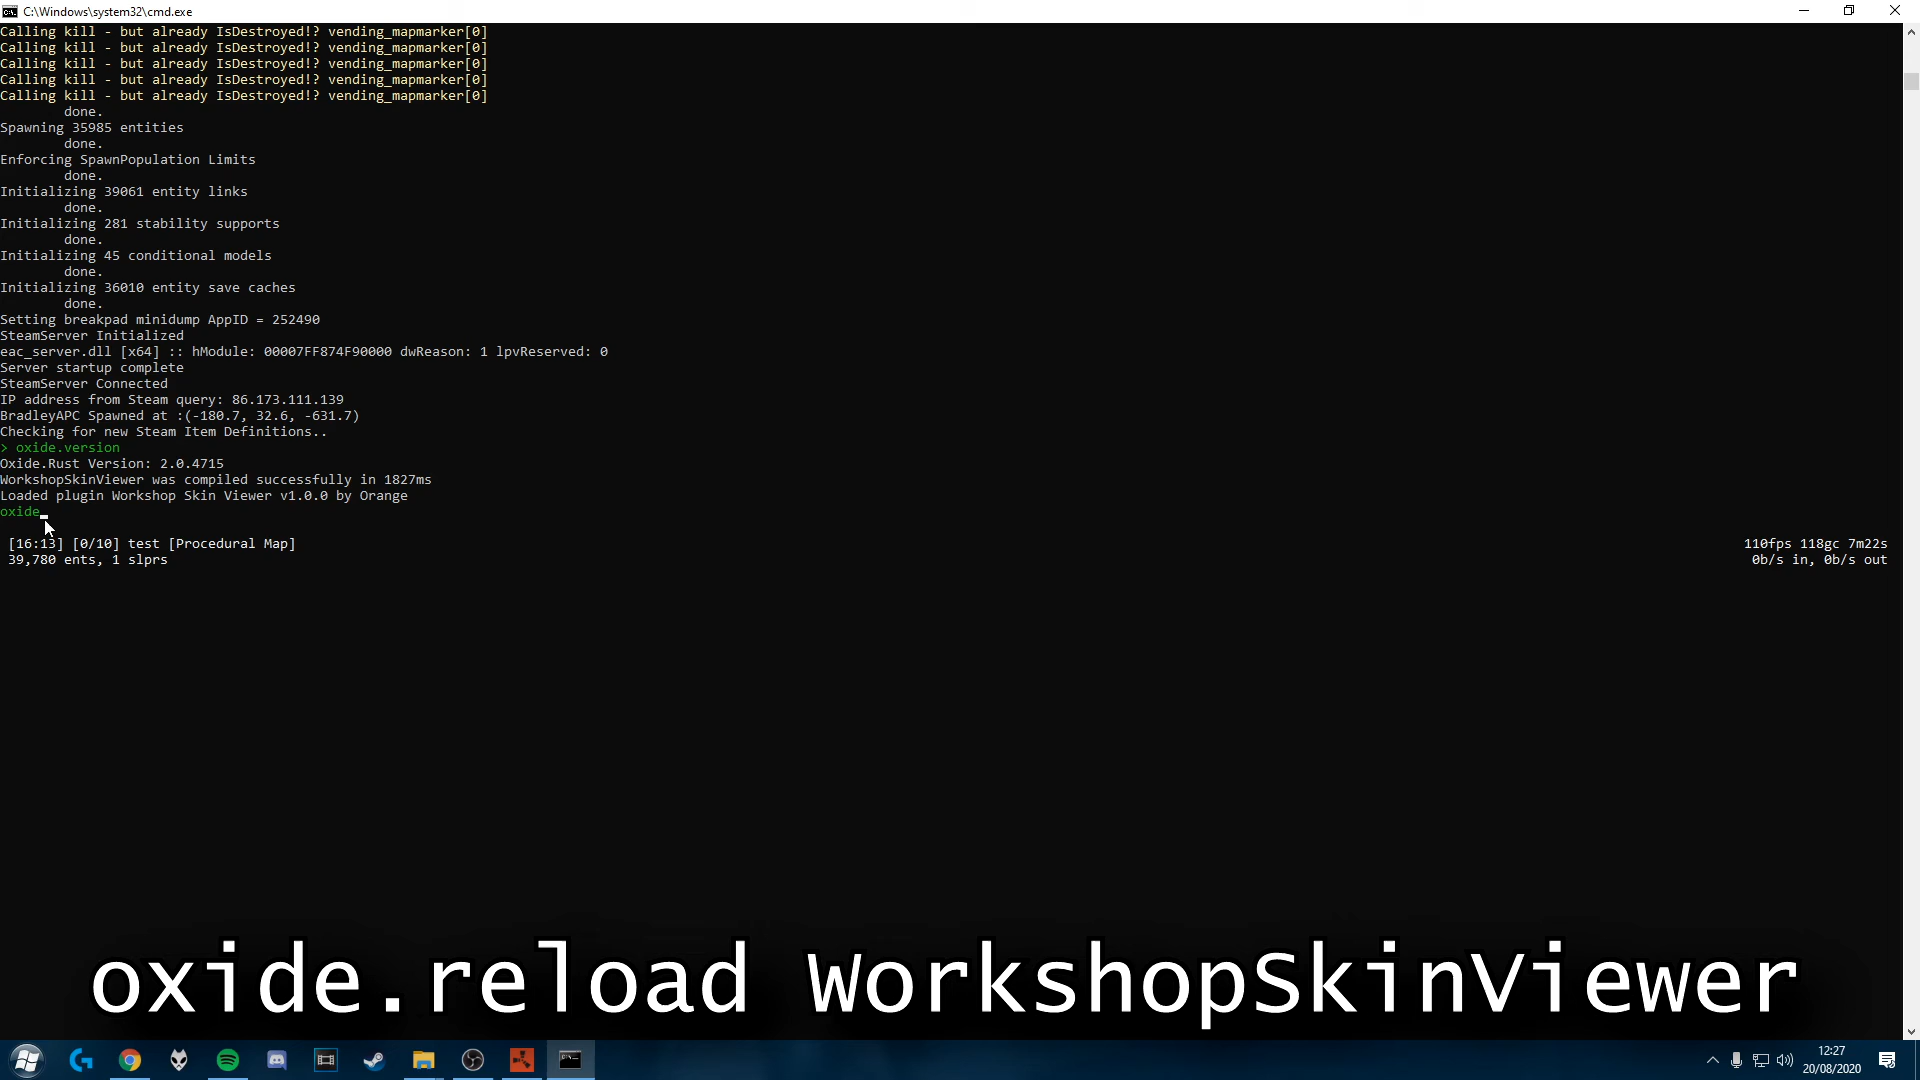 C:\Windows\system32\cmd.exe
Calling kill - but already IsDestroyed!? vending_mapmarker[0]
Calling kill - but already IsDestroyed!? vending_mapmarker[0]
Calling kill - but already IsDestroyed!? vending_mapmarker[0]
Calling kill - but already IsDestroyed!? vending_mapmarker[0]
Calling kill - but already IsDestroyed!? vending_mapmarker[0]
done.
Spawning 35985 entities
done.
Enforcing SpawnPopulation Limits
done.
Initializing 39061 entity links
done.
Initializing 281 stability supports
done.
Initializing 45 conditional models
done.
Initializing 36010 entity save caches
done.
Setting breakpad minidump AppID = 252490
SteamServer Initialized
eac_server.dll [x64] :: hModule: 00007FF874F90000 dwReason: 1 lpvReserved: 0
Server startup complete
SteamServer Connected
IP address from Steam query: 86.173.111.139
BradleyAPC Spawned at :(-180.7, 32.6, -631.7)
Checking for new Steam Item Definitions..
> oxide.version
Oxide.Rust Version: 2.0.4715
WorkshopSkinViewer was compiled successfully in 1827ms
Loaded plugin Workshop Skin Viewer v1.0.0 by Orange
oxide_
[16:13] [0/10] test [Procedural Map] 110fps 118gc 7m22s
39,780 ents, 1 slprs 0b/s in, 0b/s out
oxide.reload WorkshopSkinViewer
12:27
20/08/2020